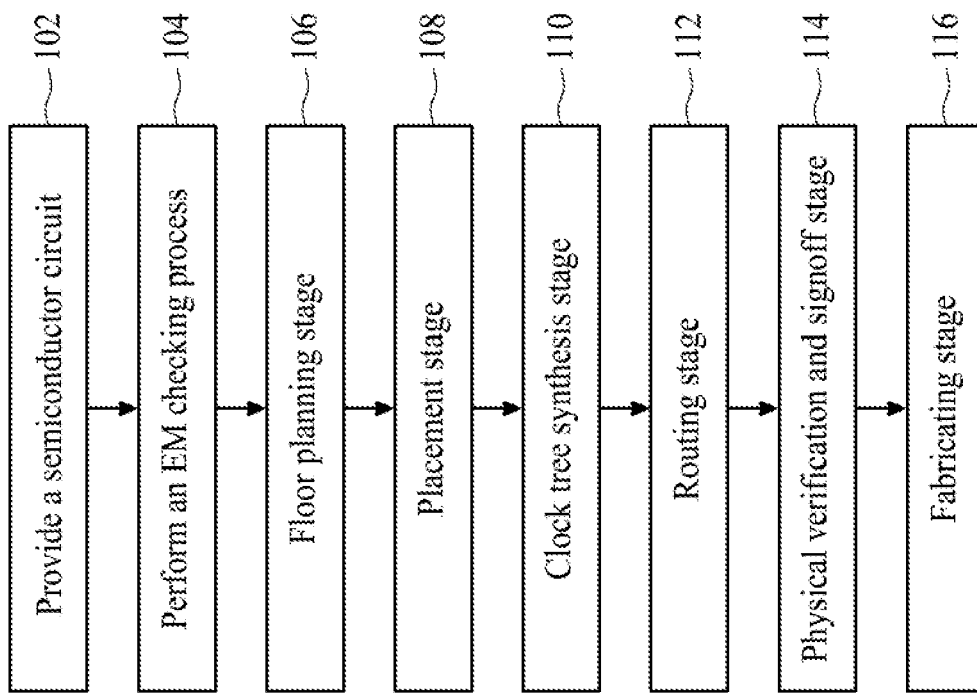 Provide a semiconductor circuit 102
Perform an EM checking process 104
Floor planning stage 106
Placement stage 108
Clock tree synthesis stage 110
Routing stage 112
Physical verification and signoff stage 114
Fabricating stage 116